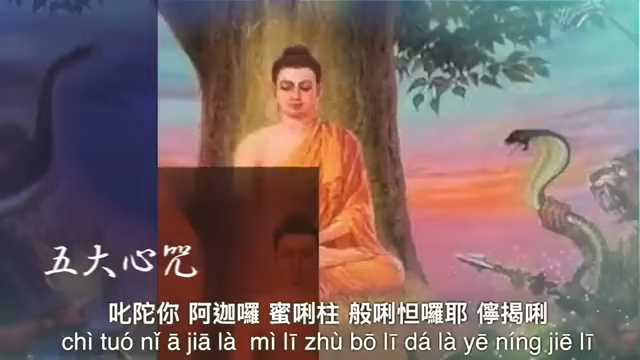 五大心咒
叱陀你 阿迦囉 蜜唎柱 般唎怛囉耶 儜揭唎
chì tuó nǐ ā jiā là mì lī zhù bō lī dá là yē níng jiē lī